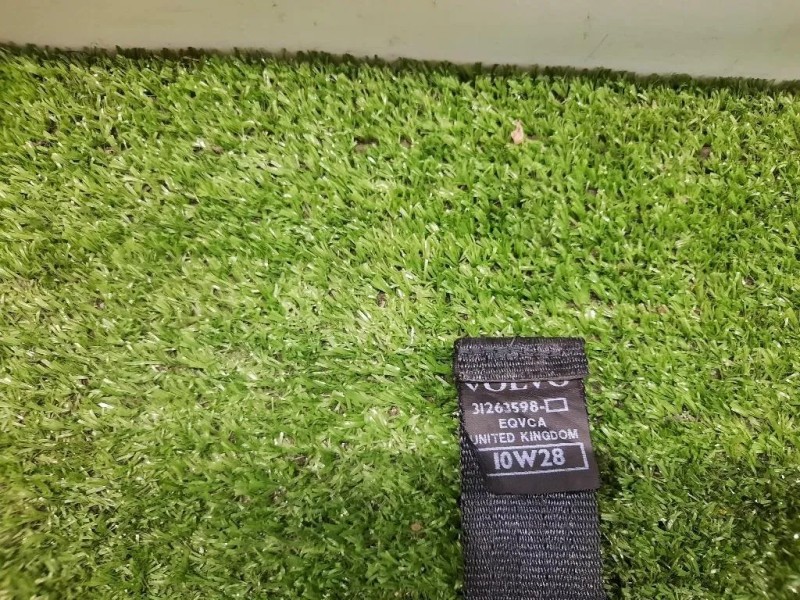 VOLVO
31263598-
EQVCA
UNITED KINGDOM
10W28